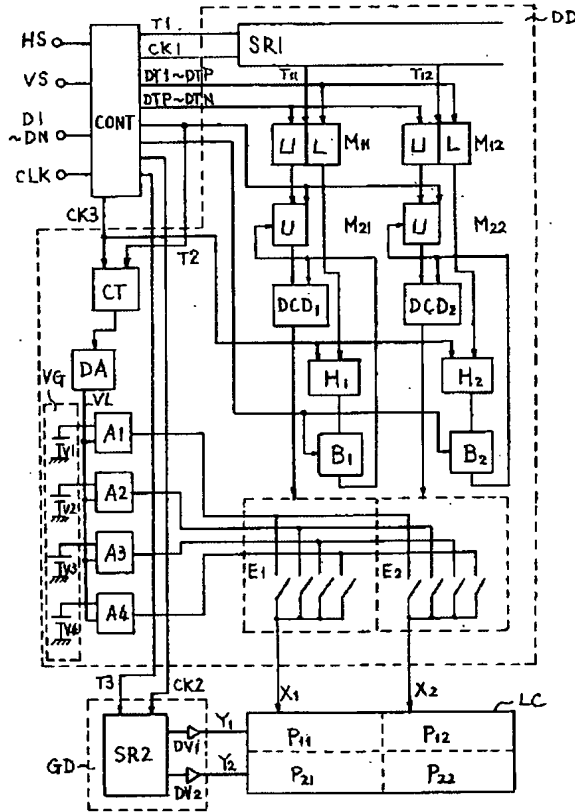 T1
DD
HS
CK1
SR1
VS
DT1~DTP
T11
T12
DTP~DTN
D1
~DN
CONT
U
L
M11
U
L
M12
CLK
CK3
U
M21
U
M22
T2
CT
DCD1
DCD2
DA
H1
H2
VG
VL
A1
B1
B2
V1
A2
V2
A3
E1
E2
V3
A4
V4
T3
CK2
X1
X2
LC
Y1
P11
P12
DV1
GD
SR2
Y2
P21
P22
DV2